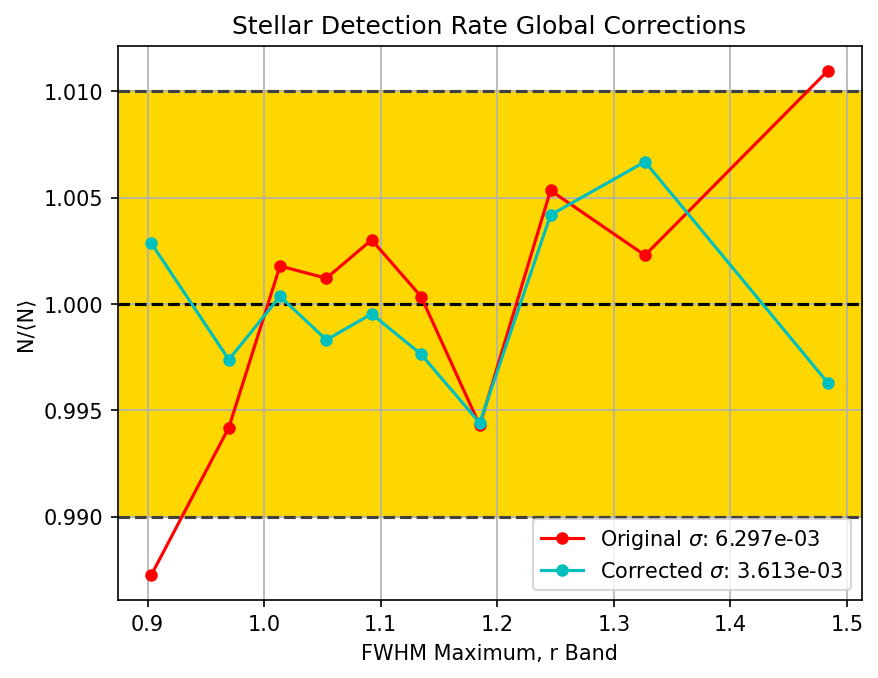 Stellar Detection Rate Global Corrections
N/⟨N⟩
1.010
1.005
1.000
0.995
0.990
Original σ: 6.297e-03
Corrected σ: 3.613e-03
0.9 1.0 1.1 1.2 1.3 1.4 1.5
FWHM Maximum, r Band